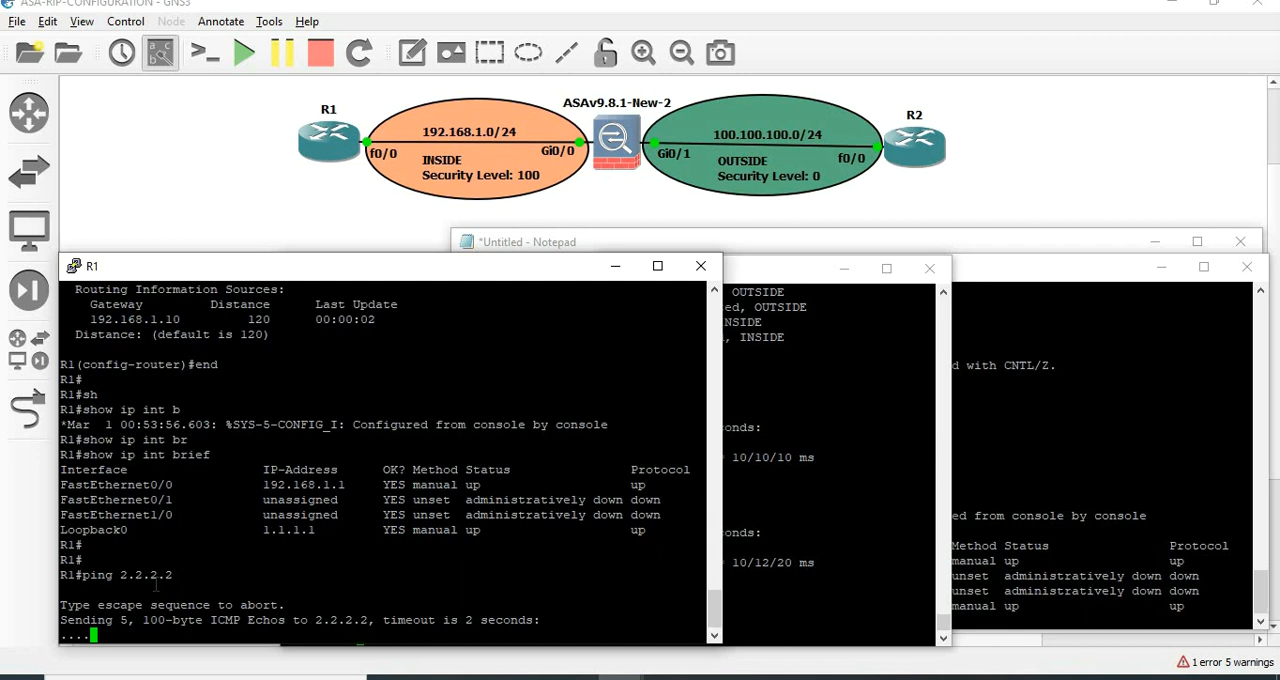 ASA-RIP-CONFIGURATION - GNS3
File Edit View Control Node Annotate Tools Help
R1
ASAv9.8.1-New-2
R2
192.168.1.0/24
100.100.100.0/24
f0/0
Gi0/0
Gi0/1
f0/0
INSIDE
Security Level: 100
OUTSIDE
Security Level: 0
*Untitled - Notepad
R1
Routing Information Sources:
Gateway Distance Last Update
192.168.1.10 120 00:00:02
Distance: (default is 120)
R1(config-router)#end
R1#
R1#sh
R1#show ip int b
*Mar 1 00:53:56.603: %SYS-5-CONFIG_I: Configured from console by console
R1#show ip int br
R1#show ip int brief
Interface IP-Address OK? Method Status Protocol
FastEthernet0/0 192.168.1.1 YES manual up up
FastEthernet0/1 unassigned YES unset administratively down down
FastEthernet1/0 unassigned YES unset administratively down down
Loopback0 1.1.1.1 YES manual up up
R1#
R1#
R1#ping 2.2.2.2
Type escape sequence to abort.
Sending 5, 100-byte ICMP Echos to 2.2.2.2, timeout is 2 seconds:
....
OUTSIDE
ed, OUTSIDE
NSIDE
, INSIDE
conds:
10/10/10 ms
onds:
10/12/20 ms
d with CNTL/Z.
ed from console by console
Method Status Protocol
manual up up
unset administratively down down
unset administratively down down
manual up up
1 error 5 warnings